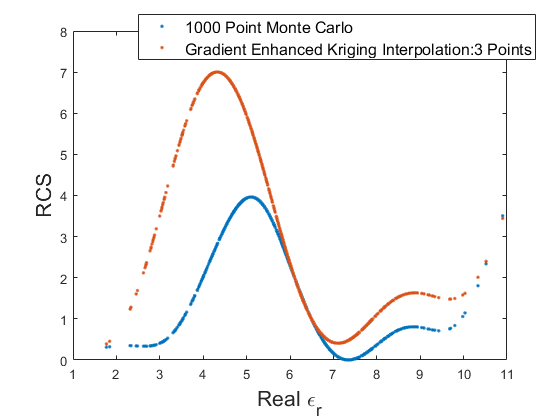 1000 Point Monte Carlo
Gradient Enhanced Kriging Interpolation:3 Points
8
7
6
5
4
3
2
1
0
RCS
1 2 3 4 5 6 7 8 9 10 11
Real ϵr